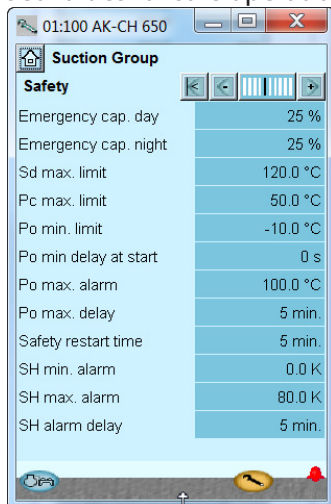 01:100 AK-CH 650
Suction Group
Safety
Emergency cap. day 25 %
Emergency cap. night 25 %
Sd max. limit 120.0 °C
Pc max. limit 50.0 °C
Po min. limit -10.0 °C
Po min delay at start 0 s
Po max. alarm 100.0 °C
Po max. delay 5 min.
Safety restart time 5 min.
SH min. alarm 0.0 K
SH max. alarm 80.0 K
SH alarm delay 5 min.